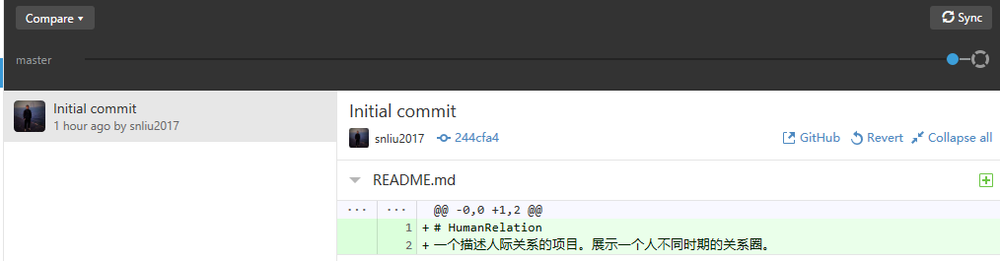 Compare
Sync
master
Initial commit
1 hour ago by snliu2017
Initial commit
snliu2017 244cfa4
GitHub Revert Collapse all
README.md
··· ··· @@ -0,0 +1,2 @@
1 + # HumanRelation
2 + 一个描述人际关系的项目。展示一个人不同时期的关系圈。